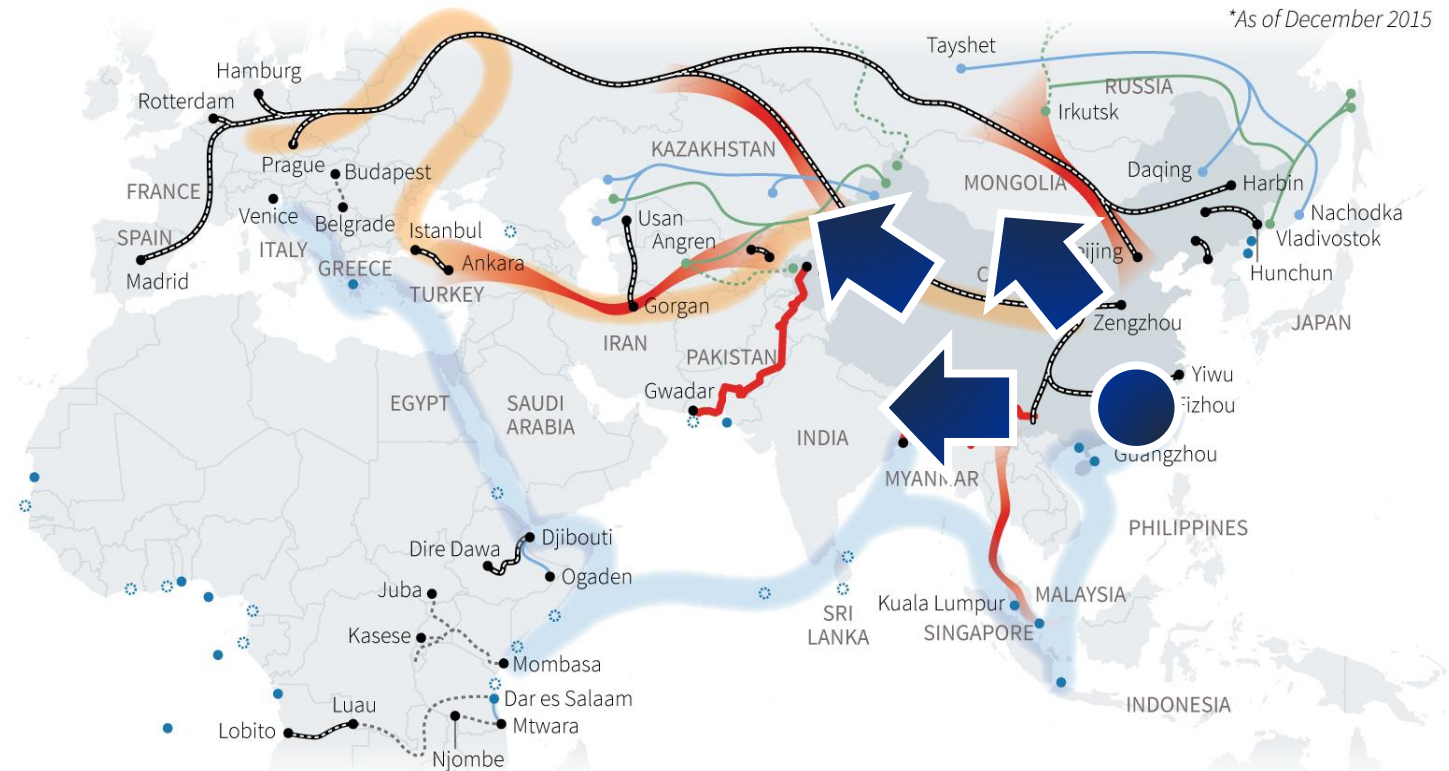 *As of December 2015
Tayshet
Hamburg
Rotterdam
RUSSIA
Irkutsk
KAZAKHSTAN
Prague
Budapest
Daqing
Harbin
MONGOLIA
FRANCE
Venice
Belgrade
Usan
Nachodka
SPAIN
ITALY
Istanbul
Angren
Vladivostok
Madrid
GREECE
Ankara
Hunchun
TURKEY
Gorgan
Zengzhou
JAPAN
IRAN
PAKISTAN
Gwadar
Yiwu
EGYPT
SAUDI
ARABIA
INDIA
Guangzhou
PHILIPPINES
Dire Dawa
Djibouti
Ogaden
Juba
Kuala Lumpur
MALAYSIA
SRI
LANKA
SINGAPORE
Kasese
Mombasa
Dar es Salaam
INDONESIA
Luau
Lobito
Mtwara
Njombe